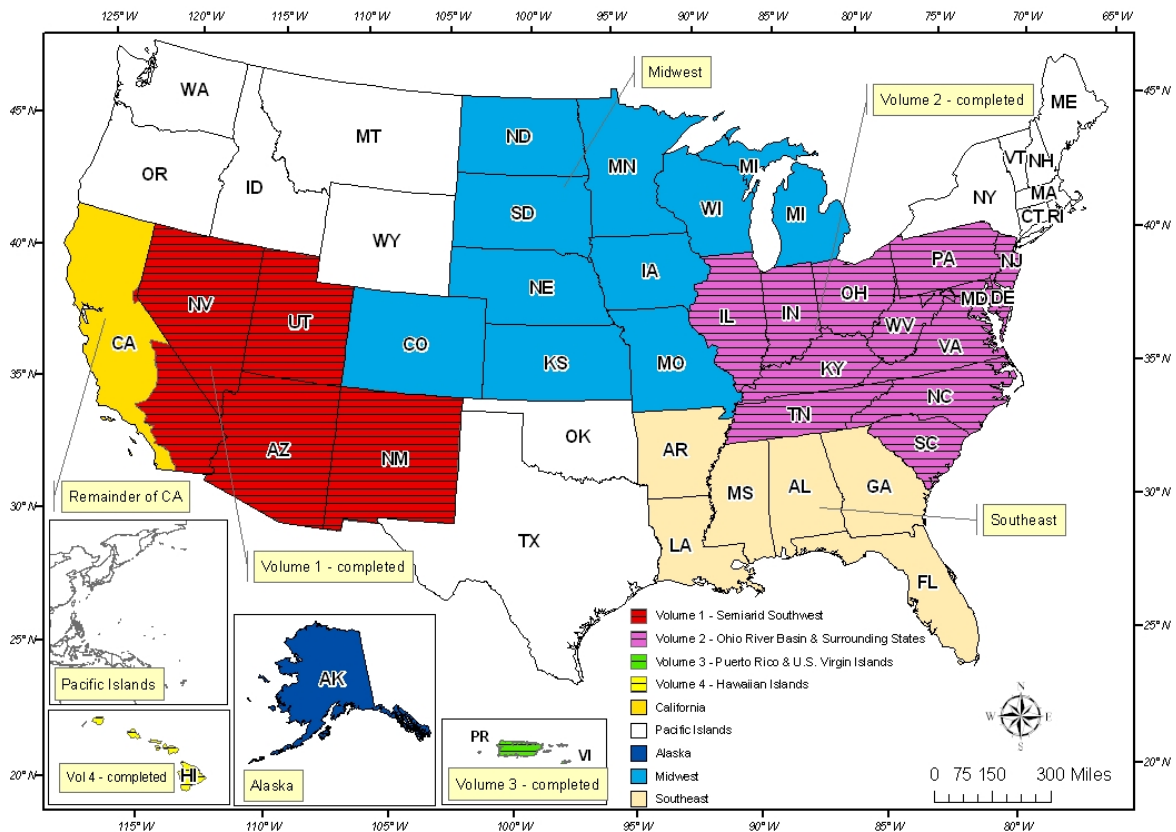 125°W 120°W 115°W 110°W 105°W 100°W 95°W 90°W 85°W 80°W 75°W 70°W 65°W
45°N
40°N
35°N
30°N
25°N
20°N
45°N
40°N
35°N
30°N
25°N
20°N
WA
MT
ND
MN
Midwest
Volume 2 - completed
ME
OR
ID
SD
WI
MI
MI
VT
NH
NY
MA
CT
RI
WY
NE
IA
PA
NJ
NV
UT
CO
KS
MO
IL
IN
OH
MD
DE
WV
VA
CA
KY
NC
TN
SC
AZ
NM
OK
AR
MS
AL
GA
TX
LA
FL
Remainder of CA
Southeast
Volume 1 - completed
Pacific Islands
HI
Vol 4 - completed
AK
Alaska
PR
VI
Volume 3 - completed
Volume 1 - Semiarid Southwest
Volume 2 - Ohio River Basin & Surrounding States
Volume 3 - Puerto Rico & U.S. Virgin Islands
Volume 4 - Hawaiian Islands
California
Pacific Islands
Alaska
Midwest
Southeast
N
W
E
S
0 75 150 300 Miles
115°W 110°W 105°W 100°W 95°W 90°W 85°W 80°W